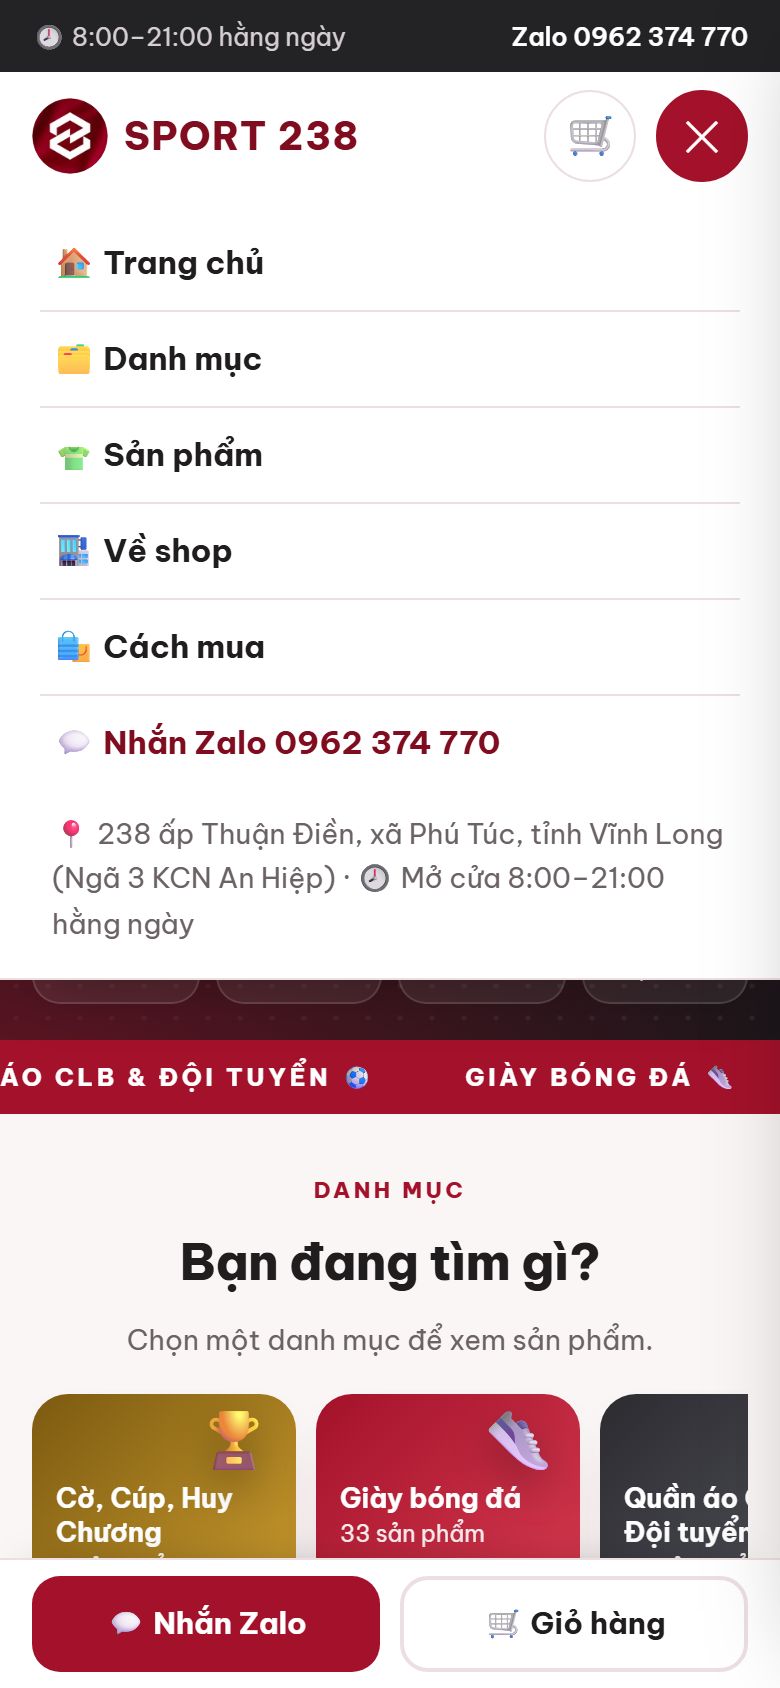 8:00–21:00 hằng ngày
Zalo 0962 374 770
SPORT 238
Trang chủ
Danh mục
Sản phẩm
Về shop
Cách mua
Nhắn Zalo 0962 374 770
238 ấp Thuận Điền, xã Phú Túc, tỉnh Vĩnh Long
(Ngã 3 KCN An Hiệp) · Mở cửa 8:00–21:00
hằng ngày
ÁO CLB & ĐỘI TUYỂN
GIÀY BÓNG ĐÁ
DANH MỤC
Bạn đang tìm gì?
Chọn một danh mục để xem sản phẩm.
Cờ, Cúp, Huy
Chương
Giày bóng đá
33 sản phẩm
Quần áo
Đội tuyển
Nhắn Zalo
Giỏ hàng